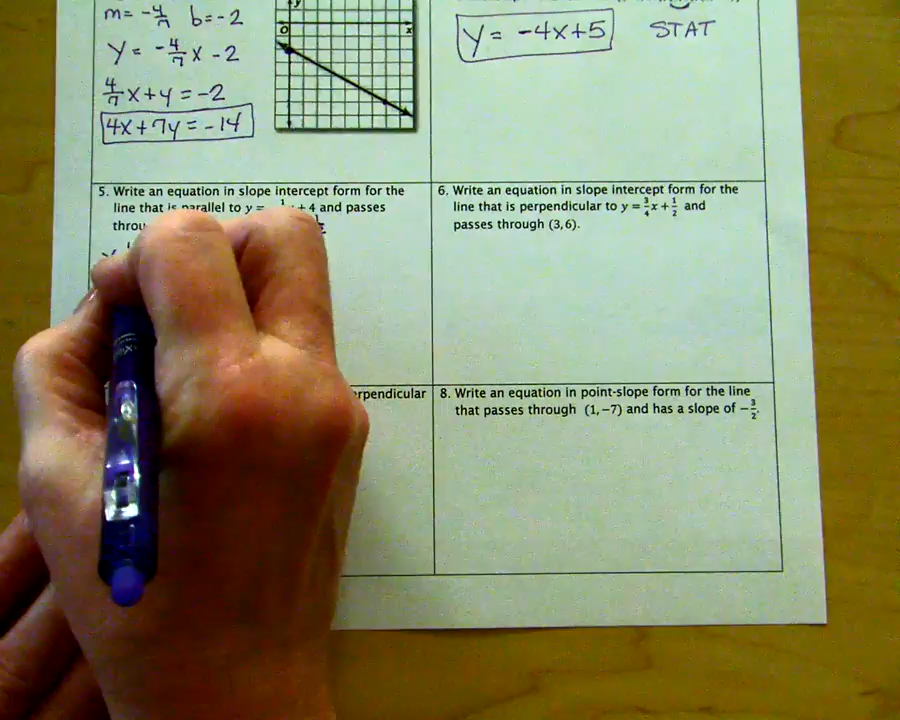 m = -4/7 b = -2
y = -4/7 x - 2
4/7 x + y = -2
4x + 7y = -14
y
O
x
y = -4x+5 STAT
5. Write an equation in slope intercept form for the
line that is parallel to y = + 4 and passes
6. Write an equation in slope intercept form for the
line that is perpendicular to y = 3/4 x + 1/2 and
passes through (3,6).
8. Write an equation in point-slope form for the line
that passes through (1,−7) and has a slope of −3/2.